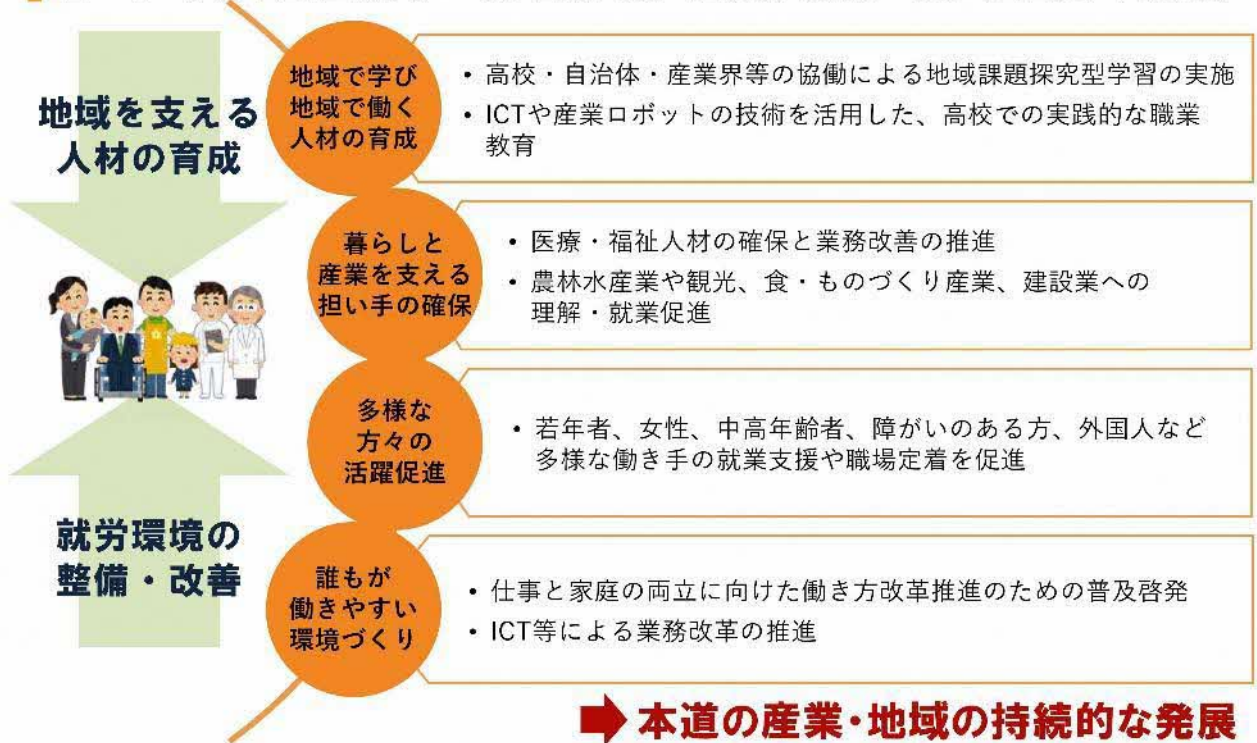 地域を支える
人材の育成
地域で学び
地域で働く
人材の育成
• 高校・自治体・産業界等の協働による地域課題探究型学習の実施
• ICTや産業ロボットの技術を活用した、高校での実践的な職業
教育
暮らしと
産業を支える
担い手の確保
• 医療・福祉人材の確保と業務改善の推進
• 農林水産業や観光、食・ものづくり産業、建設業への
理解・就業促進
多様な
方々の
活躍促進
• 若年者、女性、中高年齢者、障がいのある方、外国人など
多様な働き手の就業支援や職場定着を促進
就労環境の
整備・改善
誰もが
働きやすい
環境づくり
• 仕事と家庭の両立に向けた働き方改革推進のための普及啓発
• ICT等による業務改革の推進
本道の産業・地域の持続的な発展